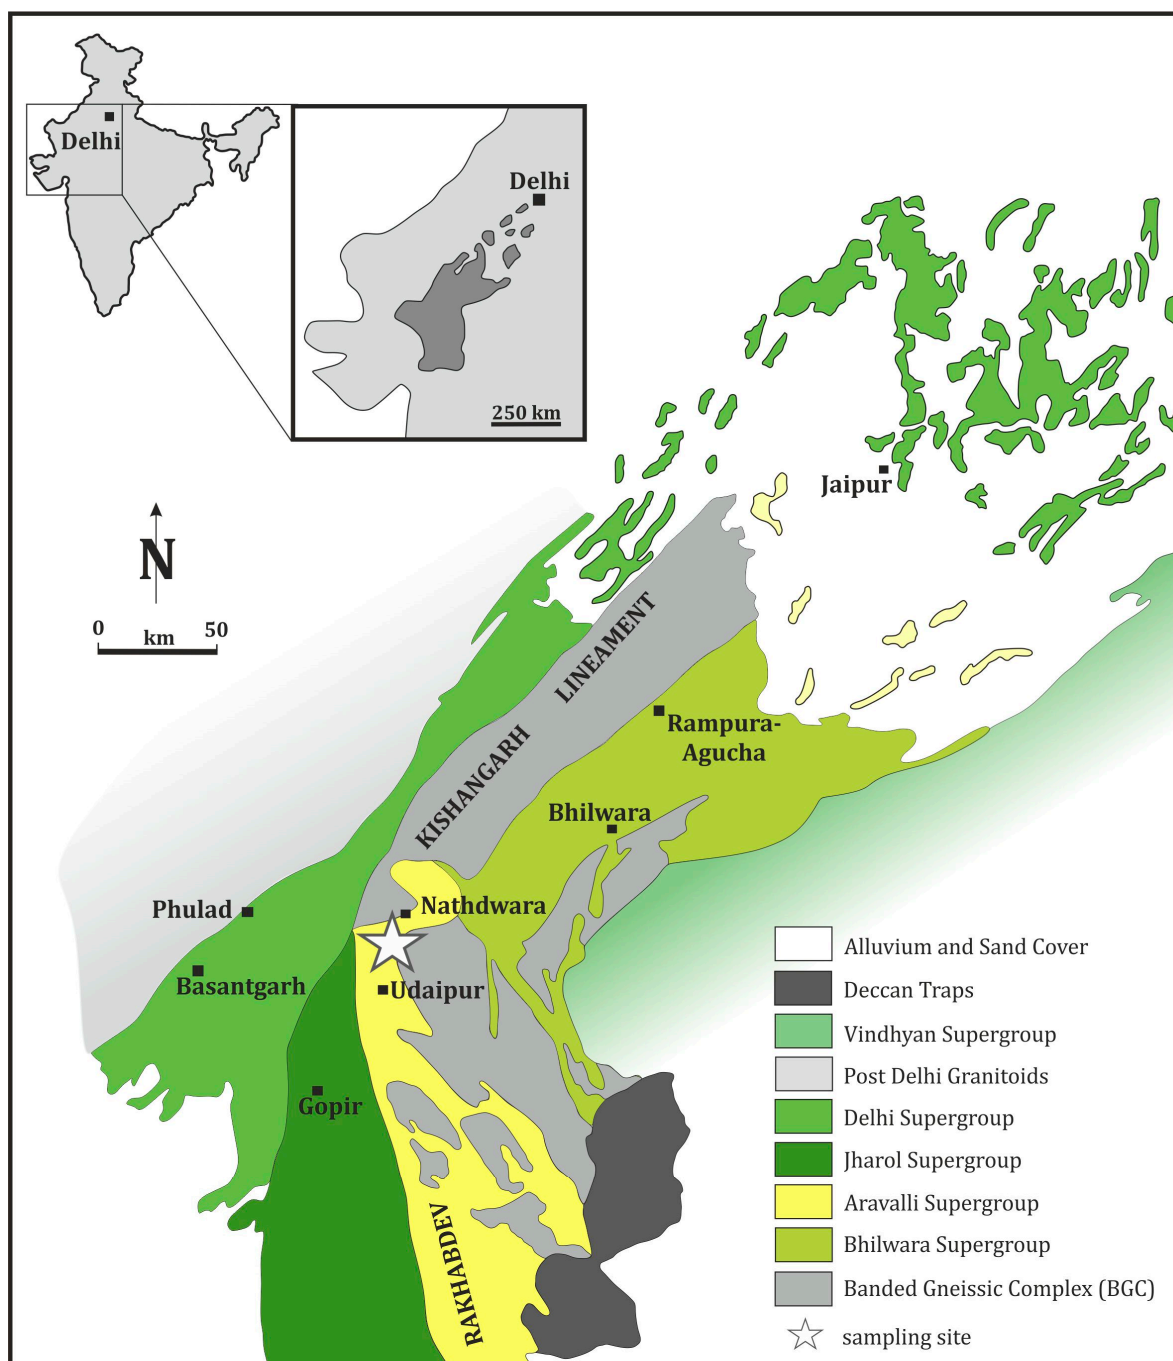 Delhi
Delhi
250 km
Jaipur
N
0 50
km
KISHANGARH LINEAMENT
Rampura-
Agucha
Bhilwara
Phulad
Nathdwara
Basantgarh
Udaipur
Gopir
RAKHABDEV
Alluvium and Sand Cover
Deccan Traps
Vindhyan Supergroup
Post Delhi Granitoids
Delhi Supergroup
Jharol Supergroup
Aravalli Supergroup
Bhilwara Supergroup
Banded Gneissic Complex (BGC)
sampling site